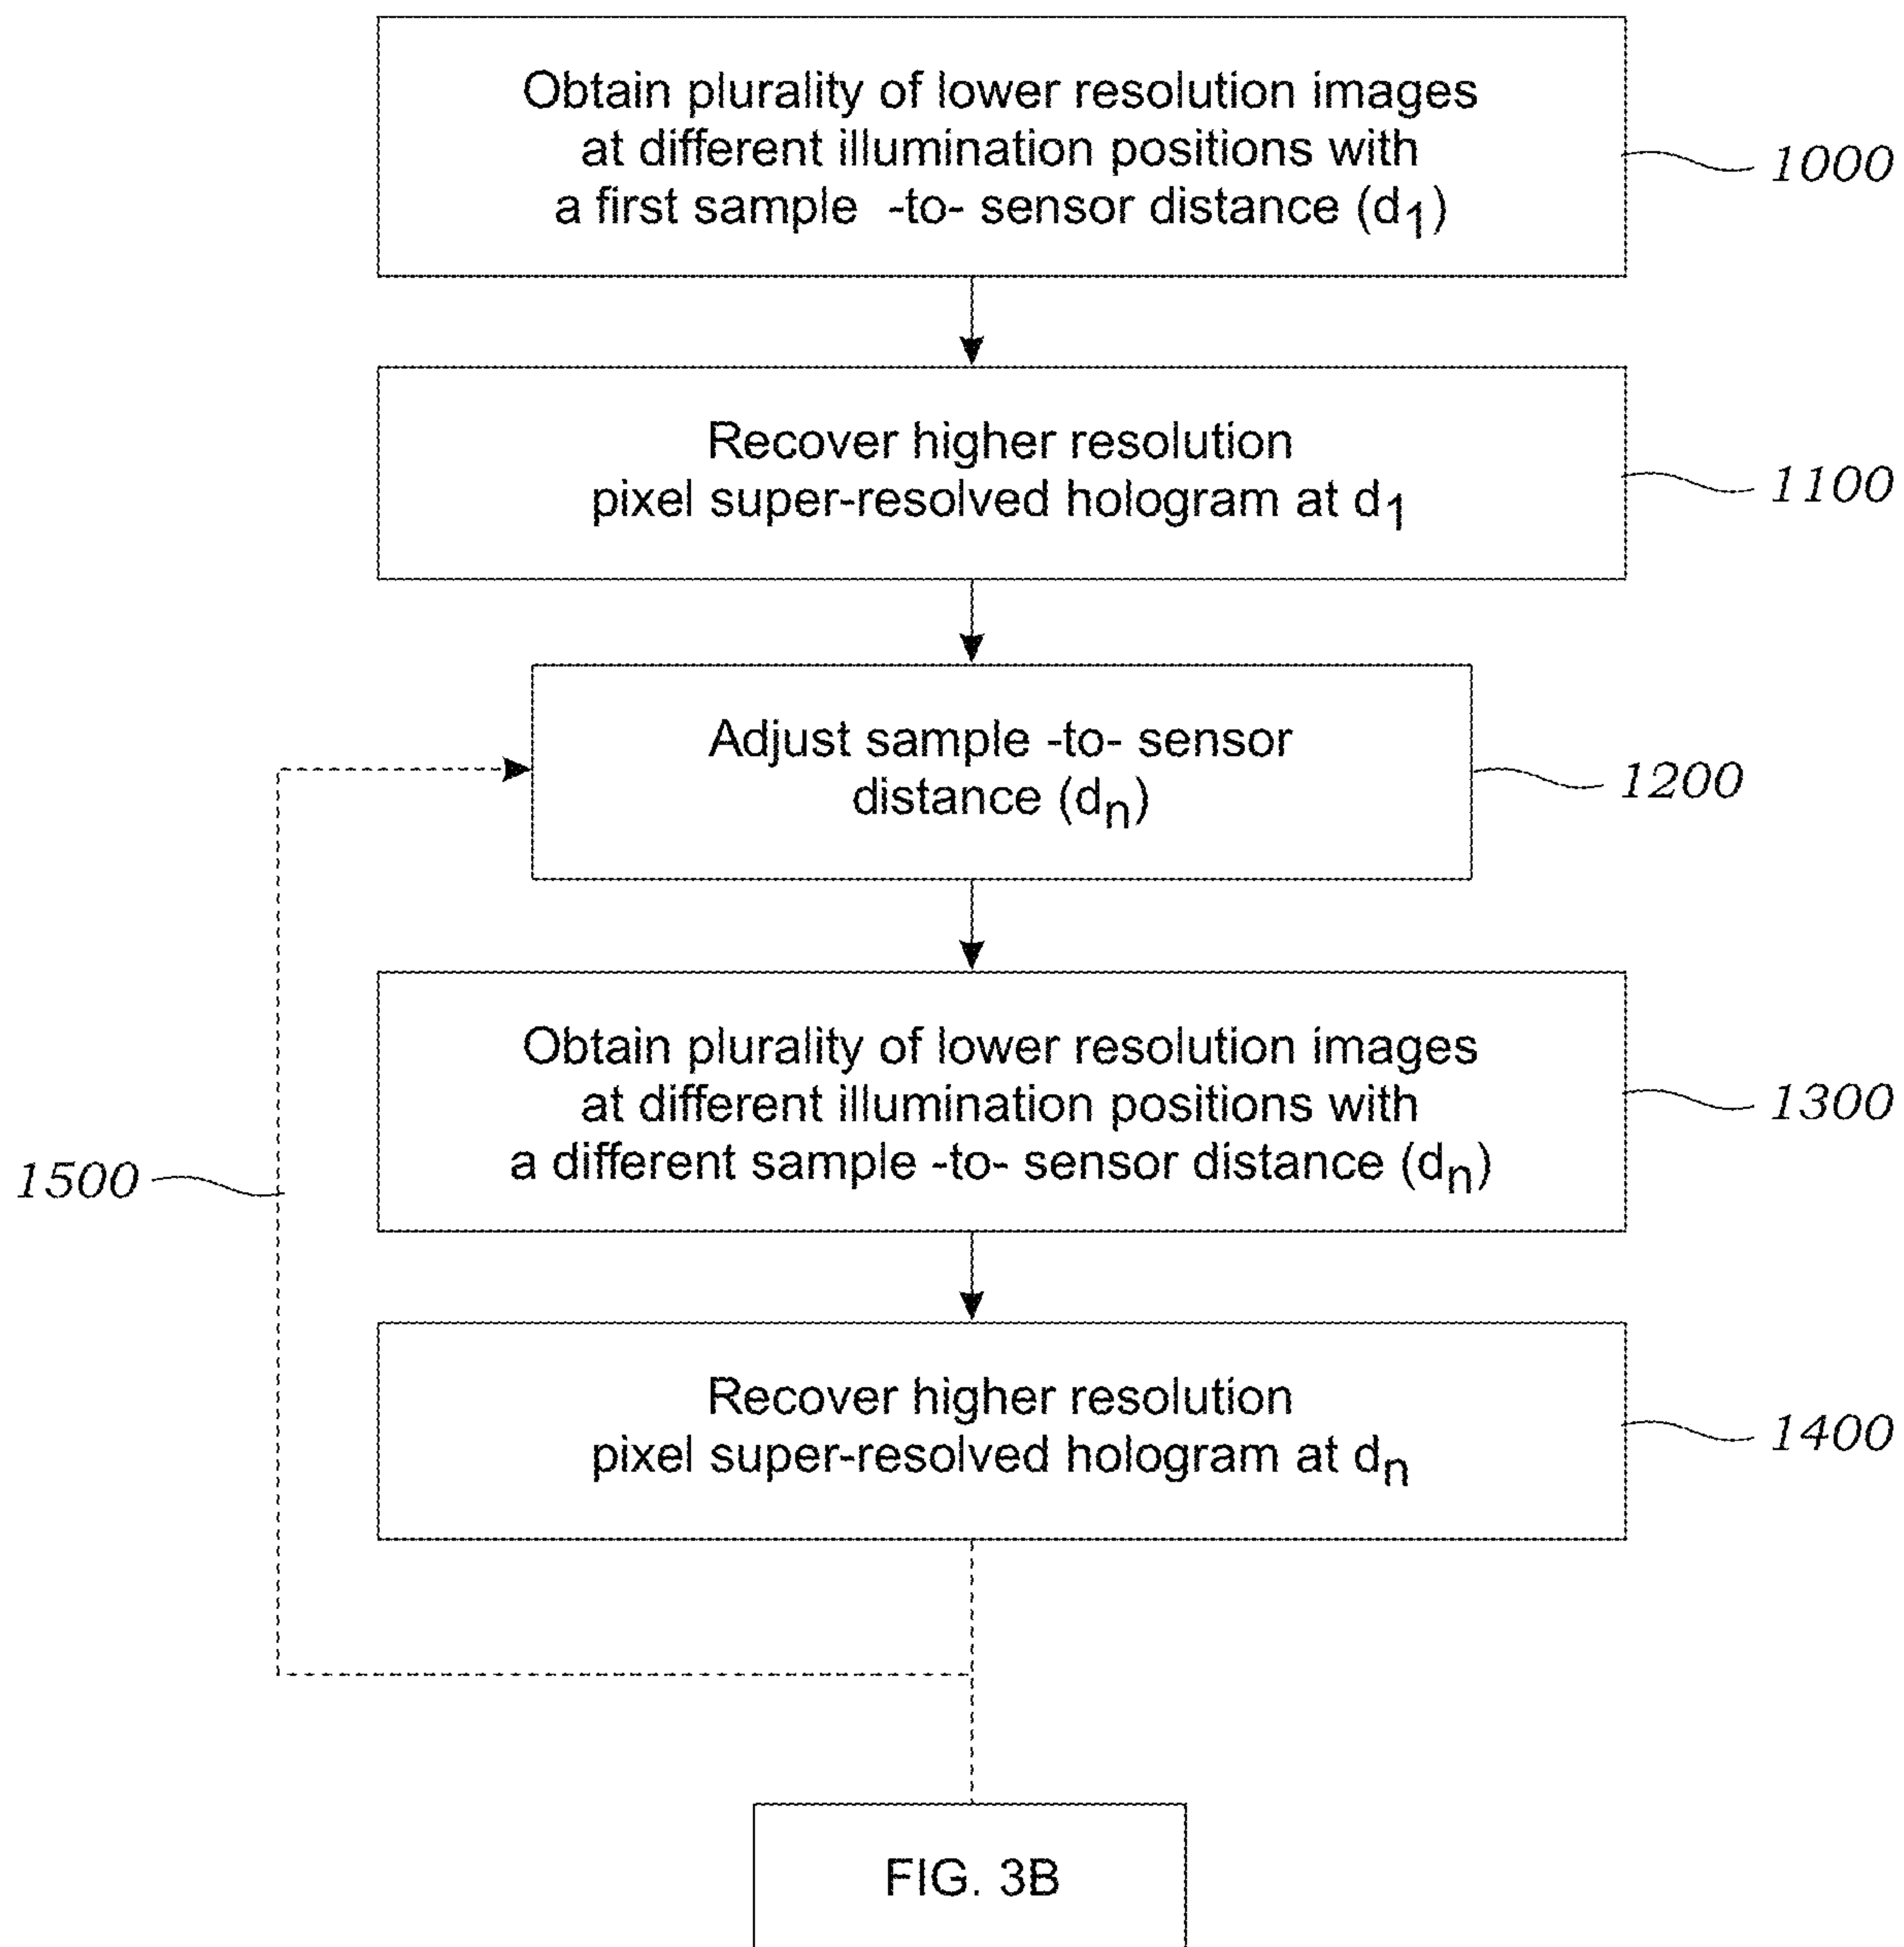 Obtain plurality of lower resolution images
at different illumination positions with
a first sample -to- sensor distance (d1)
1000
Recover higher resolution
pixel super-resolved hologram at d1
1100
Adjust sample -to- sensor
distance (dn)
1200
Obtain plurality of lower resolution images
at different illumination positions with
a different sample -to- sensor distance (dn)
1300
1500
Recover higher resolution
pixel super-resolved hologram at dn
1400
FIG. 3B